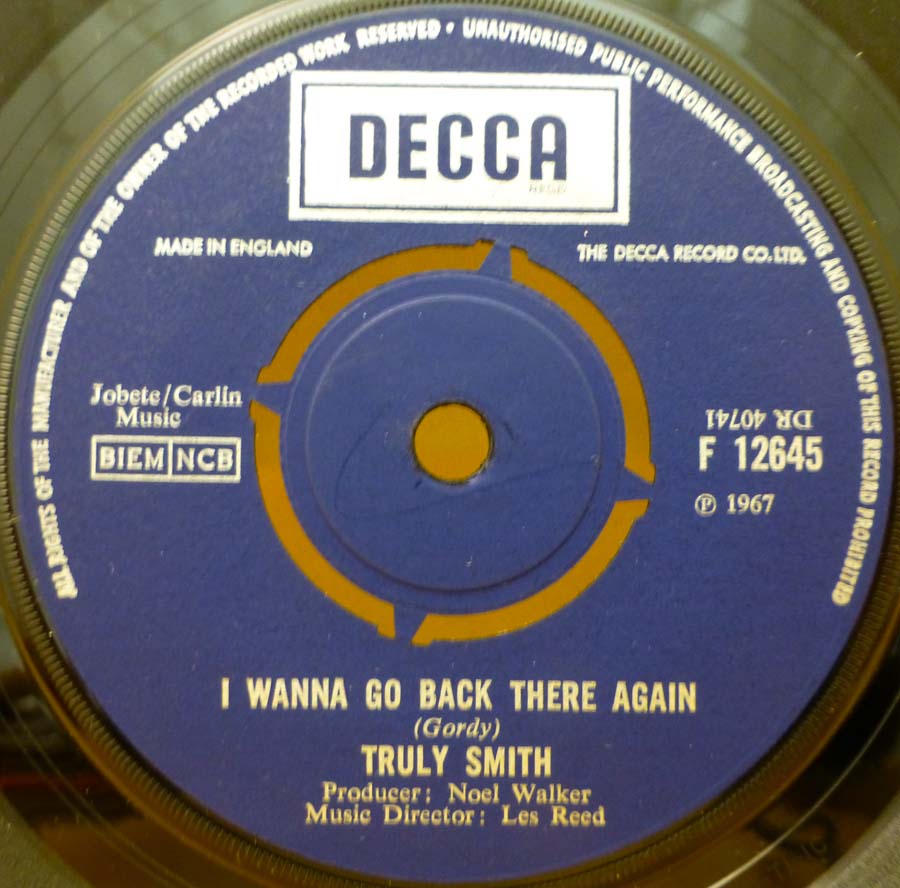 ALL RIGHTS OF THE MANUFACTURER AND OF THE OWNER OF THE RECORDED WORK RESERVED • UNAUTHORISED PUBLIC PERFORMANCE BROADCASTING AND COPYING OF THIS RECORD PROHIBITED
DECCA
MADE IN ENGLAND
THE DECCA RECORD CO. LTD.
Jobete/Carlin
Music
BIEM NCB
DR 40741
F 12645
℗ 1967
I WANNA GO BACK THERE AGAIN
(Gordy)
TRULY SMITH
Producer: Noel Walker
Music Director: Les Reed